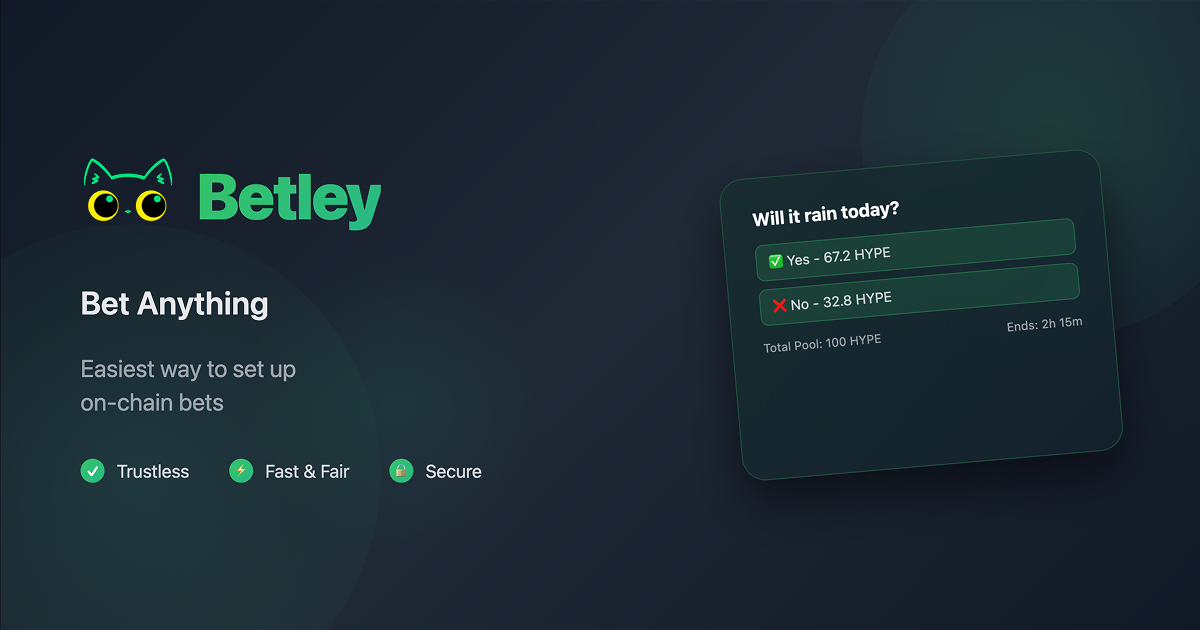 Betley
Bet Anything
Easiest way to set up
on-chain bets
Trustless
Fast & Fair
Secure
Will it rain today?
✅ Yes - 67.2 HYPE
❌ No - 32.8 HYPE
Total Pool: 100 HYPE
Ends: 2h 15m